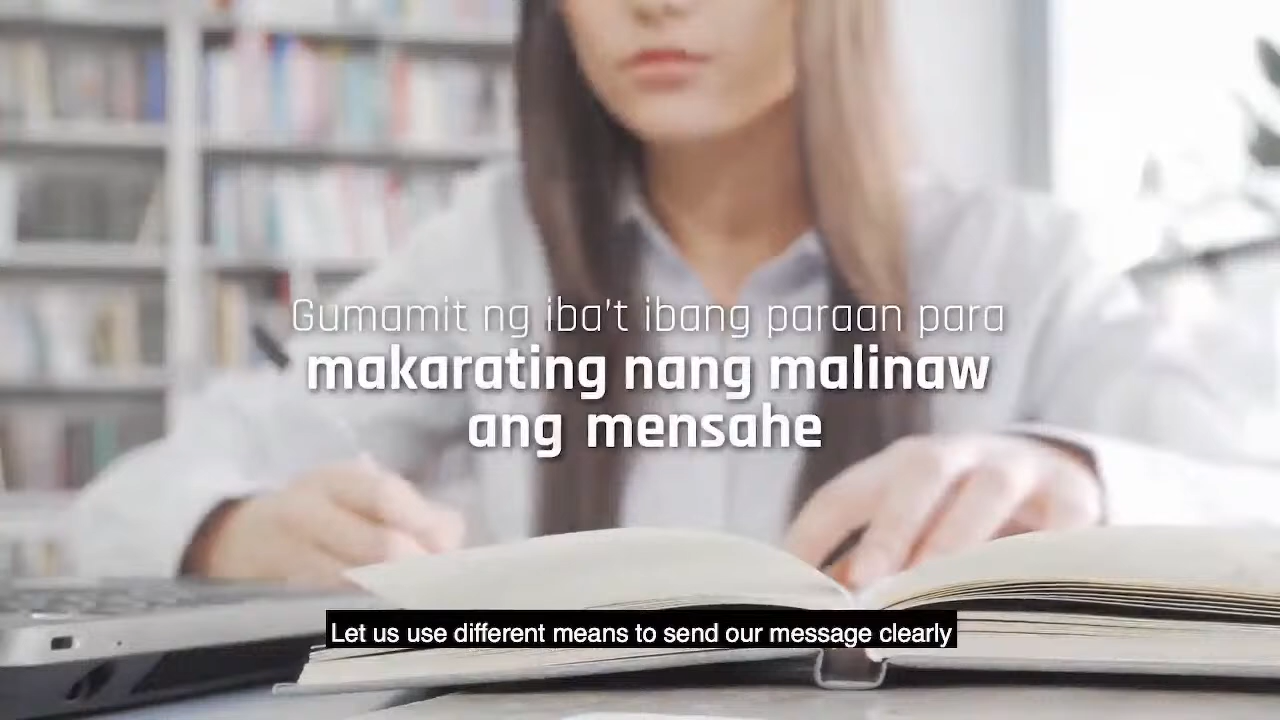 Gumamit ng iba't ibang paraan para
makarating nang malinaw
ang mensahe
Let us use different means to send our message clearly